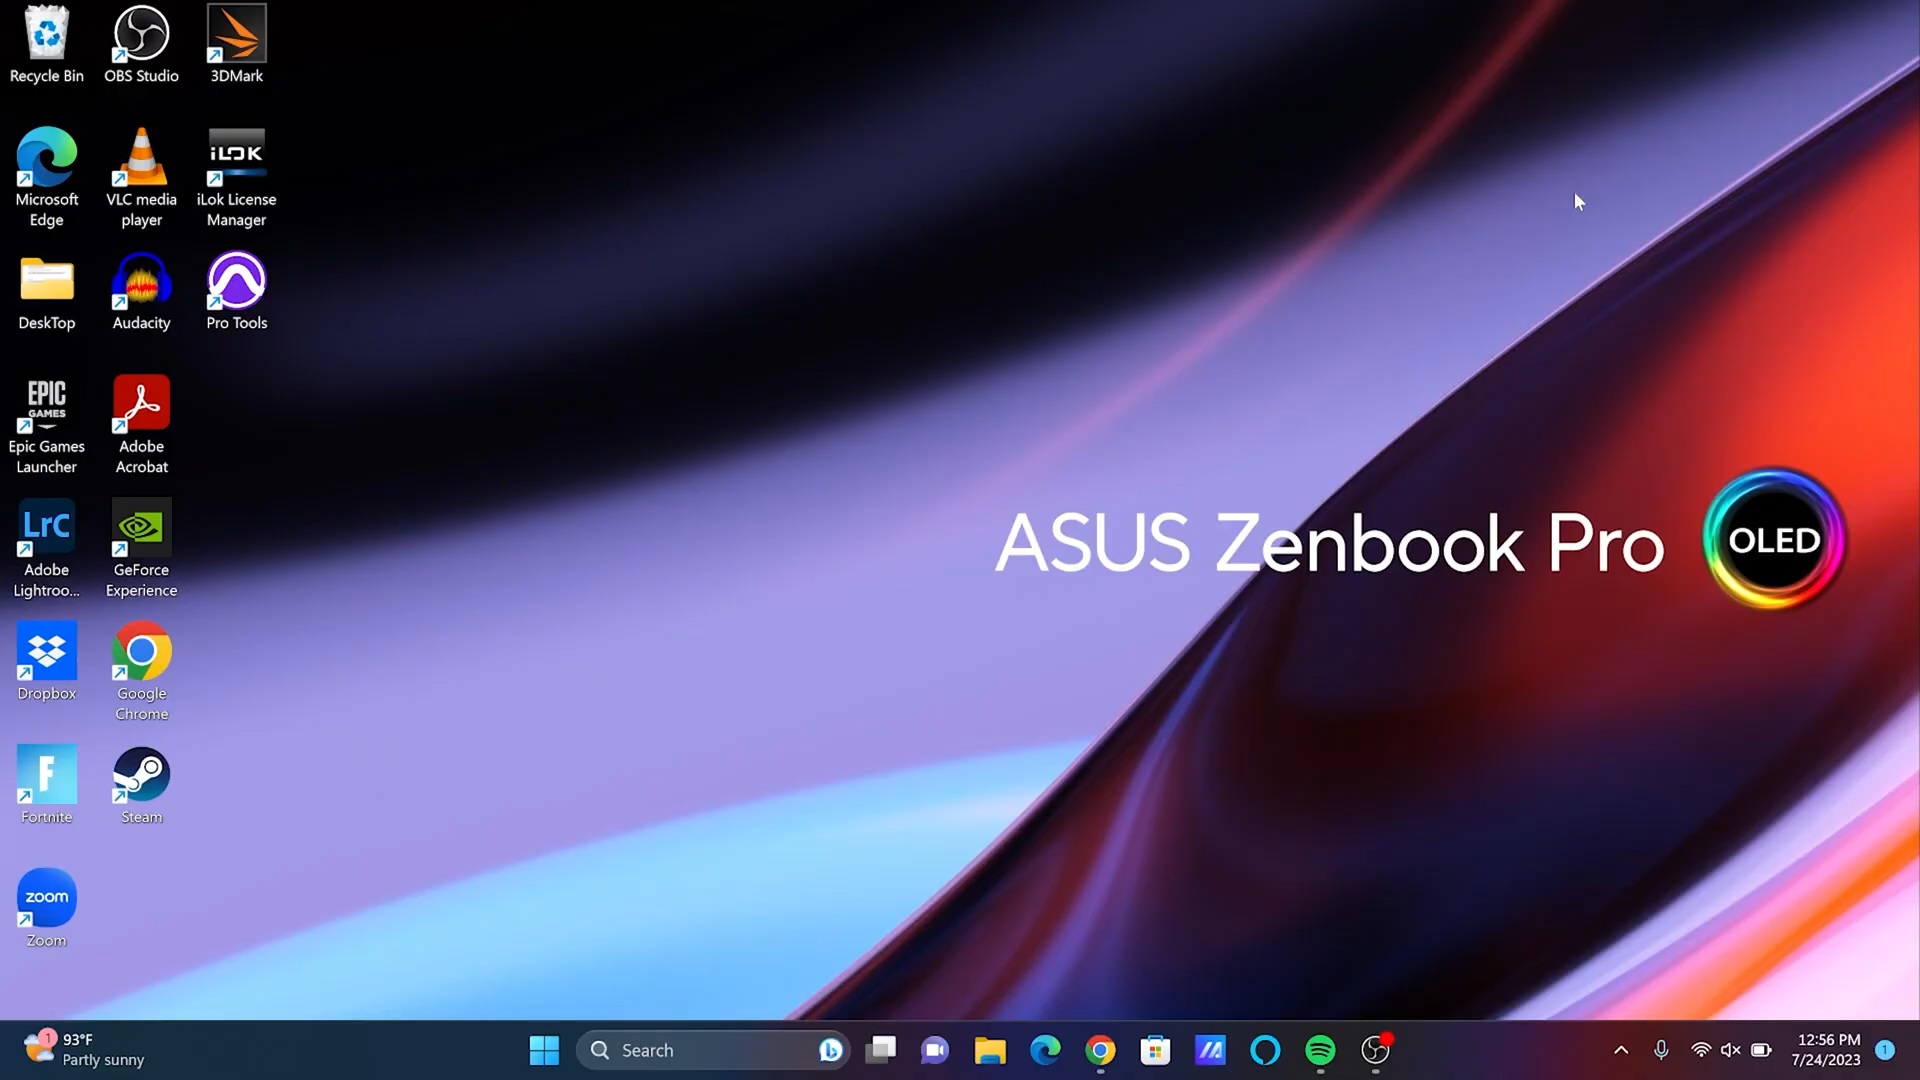 Recycle Bin
OBS Studio
3DMark
Microsoft
Edge
VLC media
player
iLOK
iLok License
Manager
DeskTop
Audacity
Pro Tools
EPIC
GAMES
Epic Games
Launcher
Adobe
Acrobat
LrC
Adobe
Lightroo...
GeForce
Experience
Dropbox
Google
Chrome
F
Fortnite
Steam
zoom
Zoom
ASUS Zenbook Pro
OLED
1
93°F
Partly sunny
Search
12:56 PM
7/24/2023
1